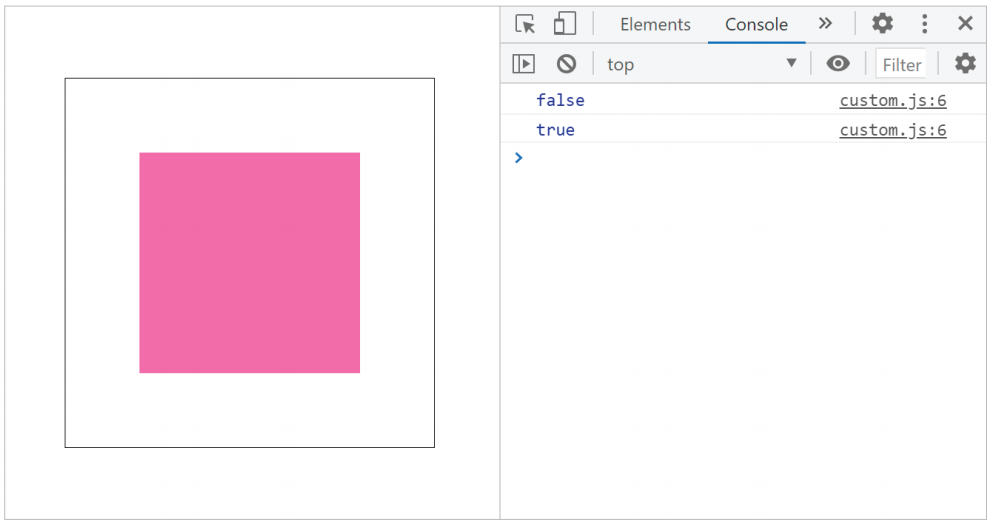 Elements Console
top Filter
false custom.js:6
true custom.js:6